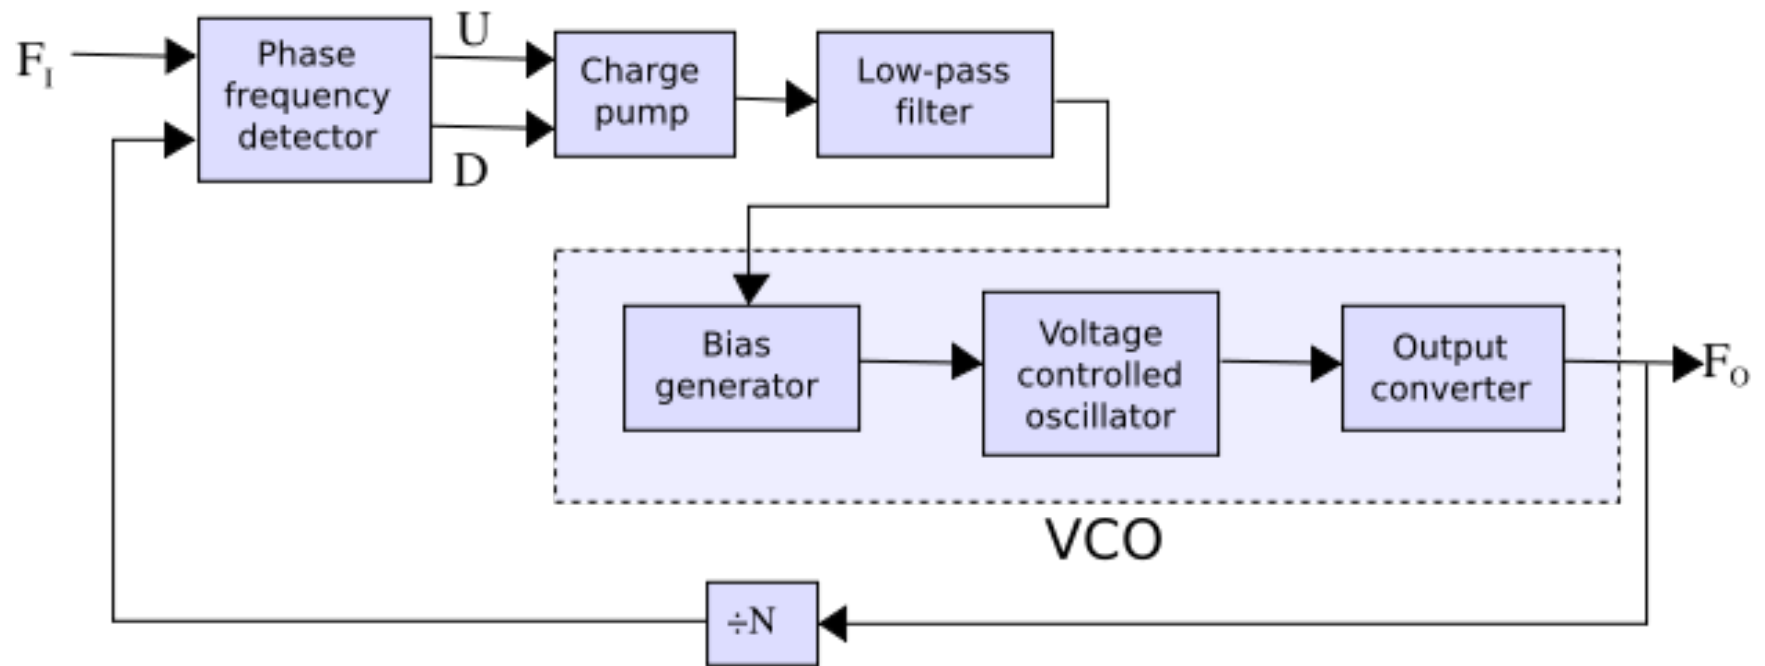 F_I
Phase
frequency
detector
U
D
Charge
pump
Low-pass
filter
Bias
generator
Voltage
controlled
oscillator
Output
converter
F_O
VCO
÷N